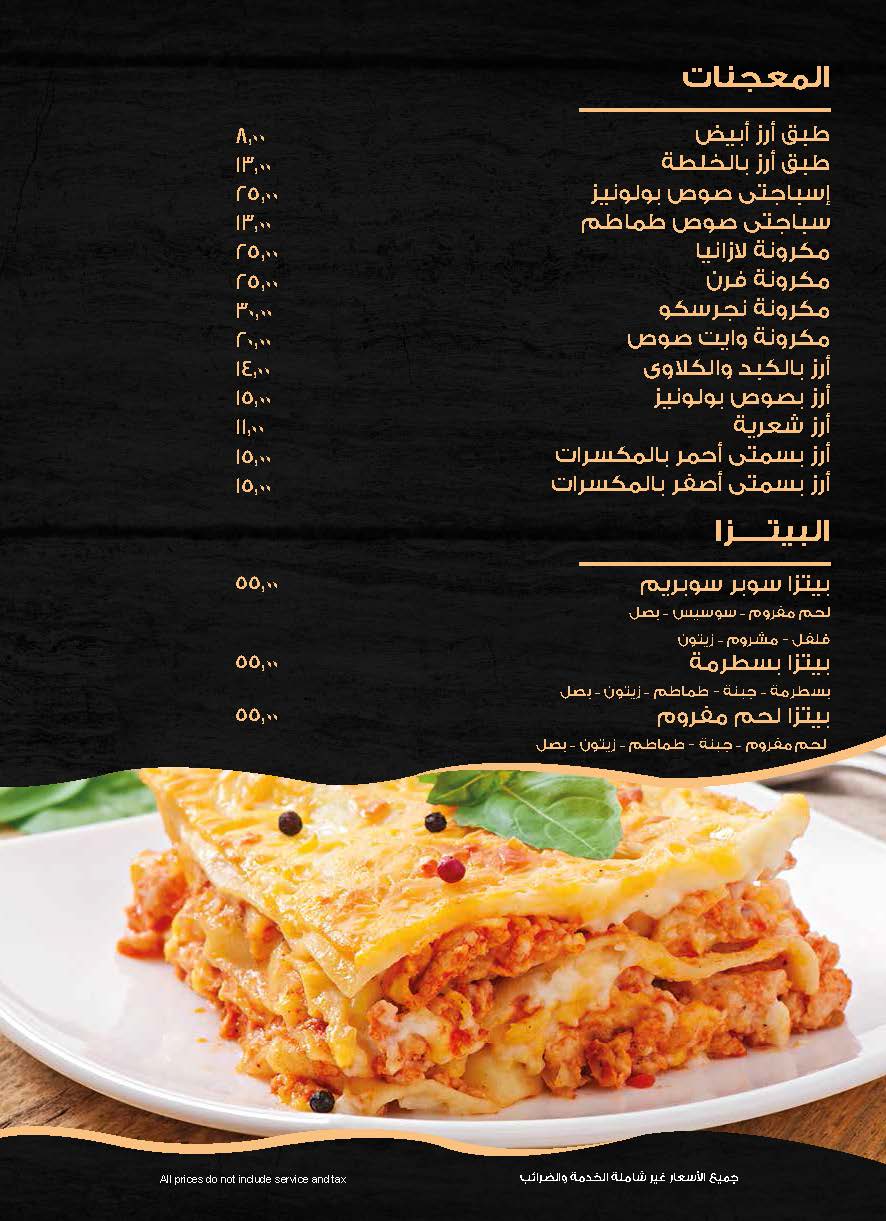 المعجنات
طبق أرز أبيض ٨,٠٠
طبق أرز بالخلطة ١٣,٠٠
إسباجتى صوص بولونيز ٢٥,٠٠
سباجتى صوص طماطم ١٣,٠٠
مكرونة لازانيا ٢٥,٠٠
مكرونة فرن ٢٥,٠٠
مكرونة نجرسكو ٣٠,٠٠
مكرونة وايت صوص ٢٠,٠٠
أرز بالكبد والكلاوى ١٤,٠٠
أرز بصوص بولونيز ١٥,٠٠
أرز شعرية ١١,٠٠
أرز بسمتى أحمر بالمكسرات ١٥,٠٠
أرز بسمتى أصفر بالمكسرات ١٥,٠٠
البيتــــزا
بيتزا سوبر سوبريم ٥٥,٠٠
لحم مفروم - سوسيس - بصل
فلفل - مشروم - زيتون
بيتزا بسطرمة ٥٥,٠٠
بسطرمة - جبنة - طماطم - زيتون - بصل
بيتزا لحم مفروم ٥٥,٠٠
لحم مفروم - جبنة - طماطم - زيتون - بصل
جميع الأسعار غير شاملة الخدمة والضرائب
All prices do not include service and tax